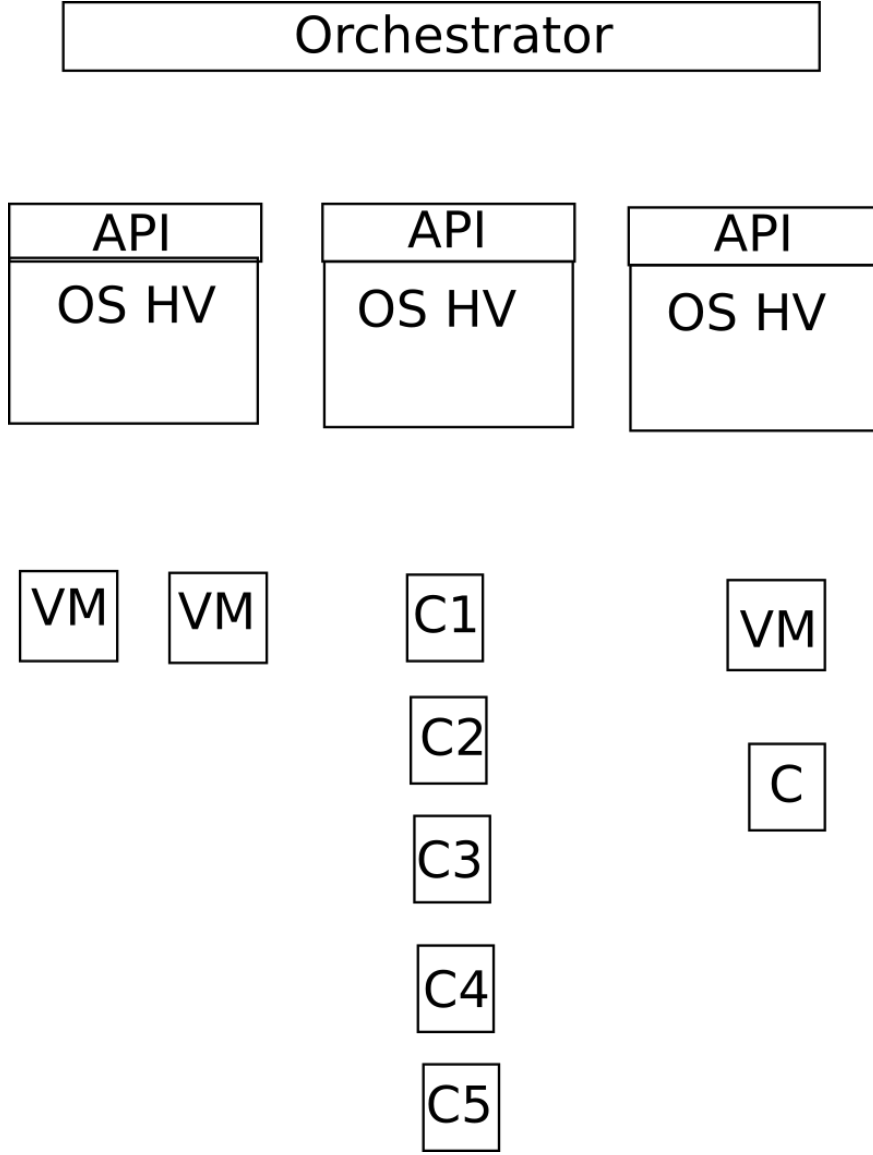 Orchestrator
API
API
API
OS HV
OS HV
OS HV
VM
VM
C1
VM
C2
C
C3
C4
C5